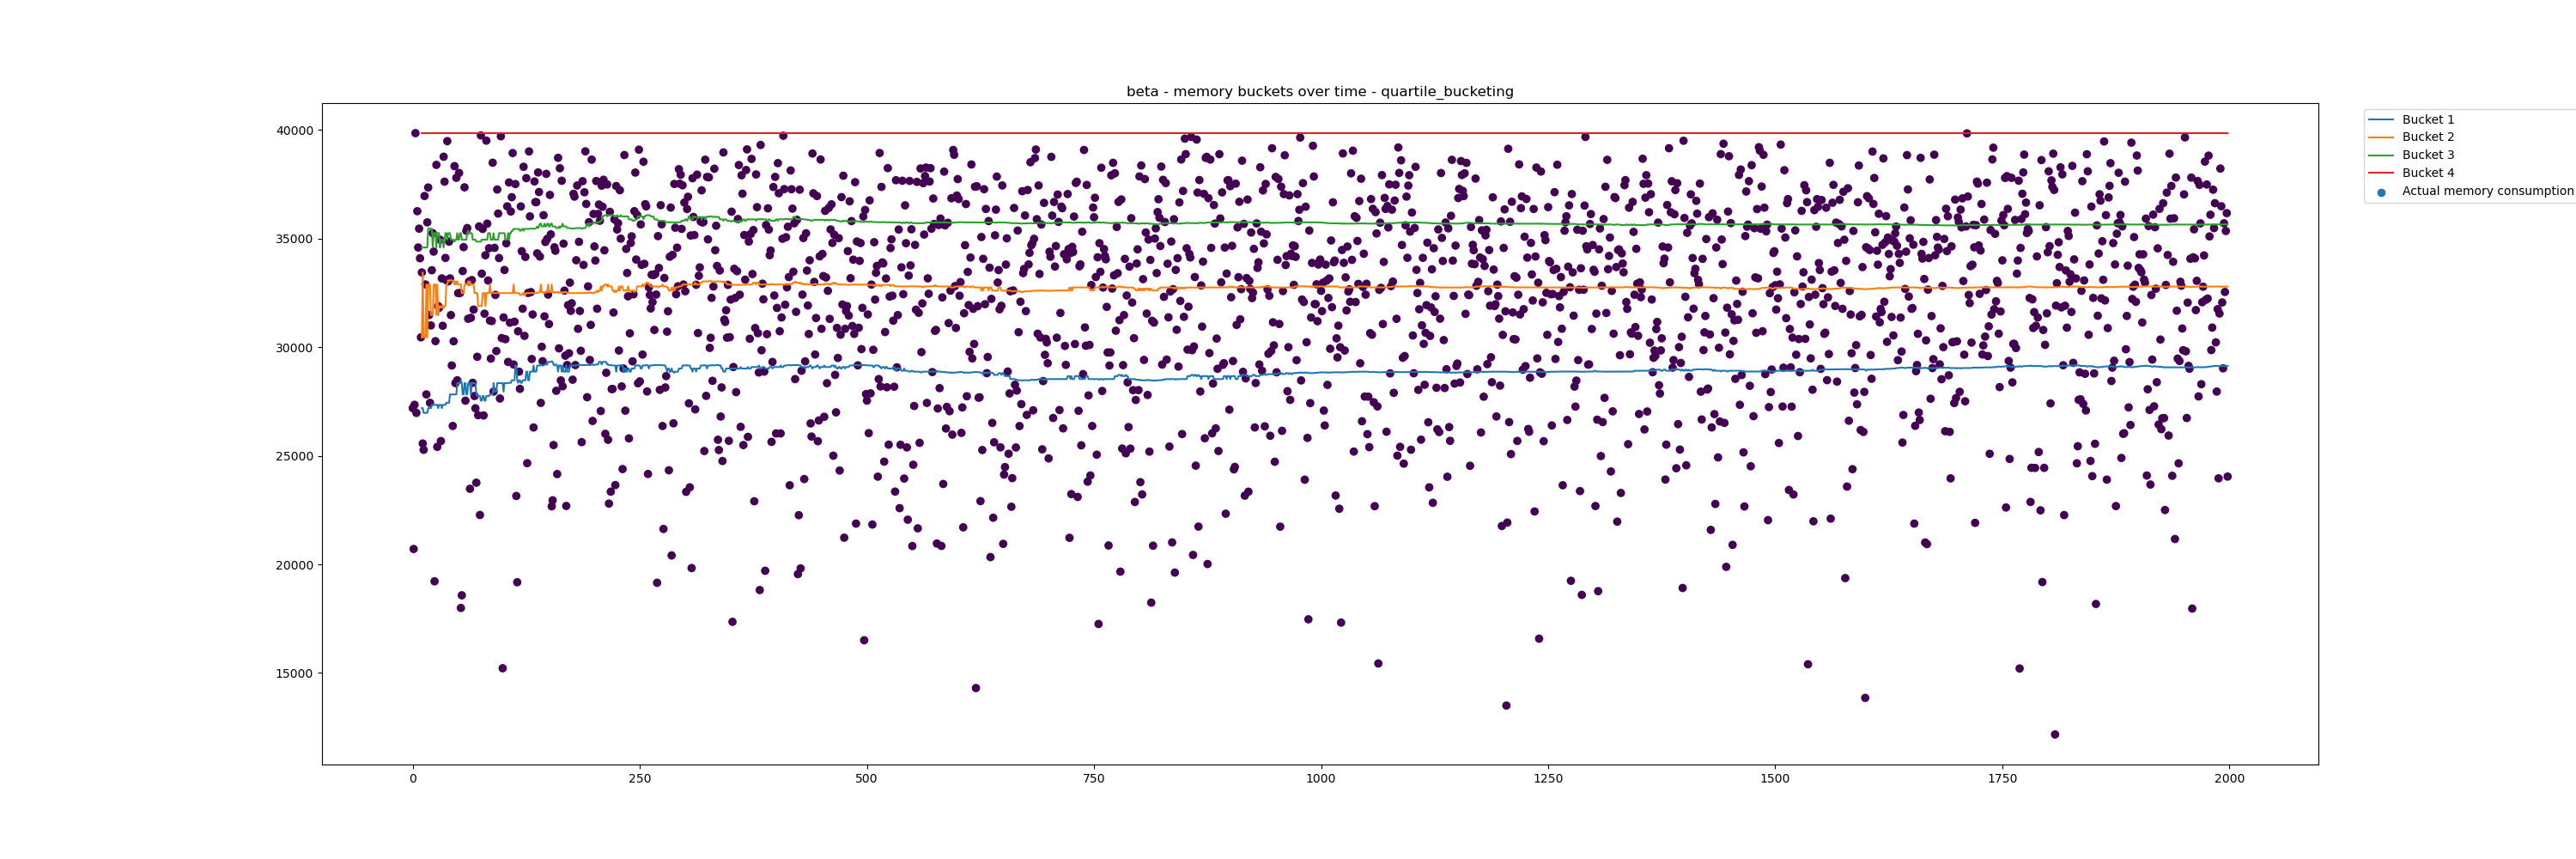 beta - memory buckets over time - quartile_bucketing
40000
35000
30000
25000
20000
15000
0 250 500 750 1000 1250 1500 1750 2000
Bucket 1
Bucket 2
Bucket 3
Bucket 4
Actual memory consumption